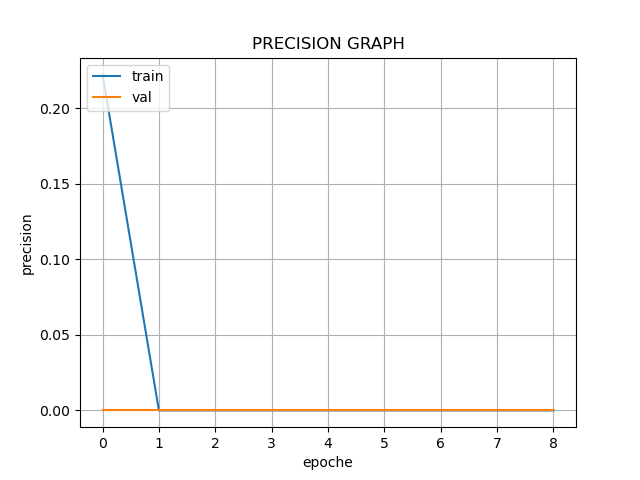 PRECISION GRAPH
train
val
0.20
0.15
0.10
0.05
0.00
precision
0 1 2 3 4 5 6 7 8
epoche